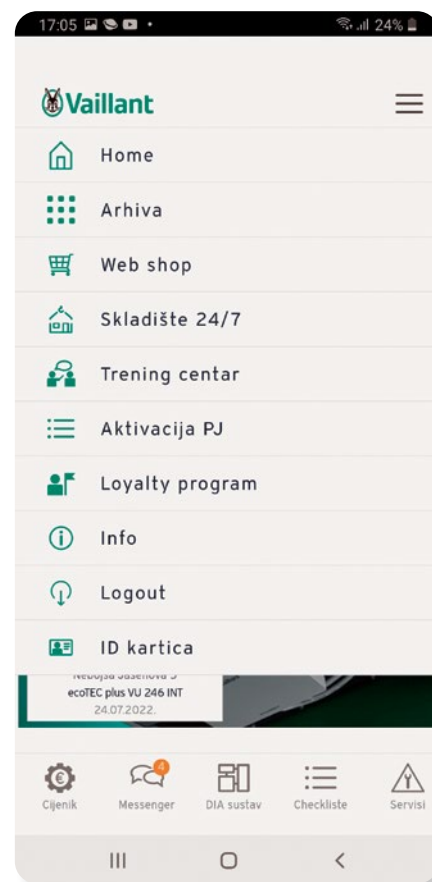 17:05 24%
Vaillant
Home
Arhiva
Web shop
Skladište 24/7
Trening centar
Aktivacija PJ
Loyalty program
Info
Logout
ID kartica
ecoTEC plus VU 246 INT
24.07.2022.
4
Cijenik Messenger DIA sustav Checkliste Servisi